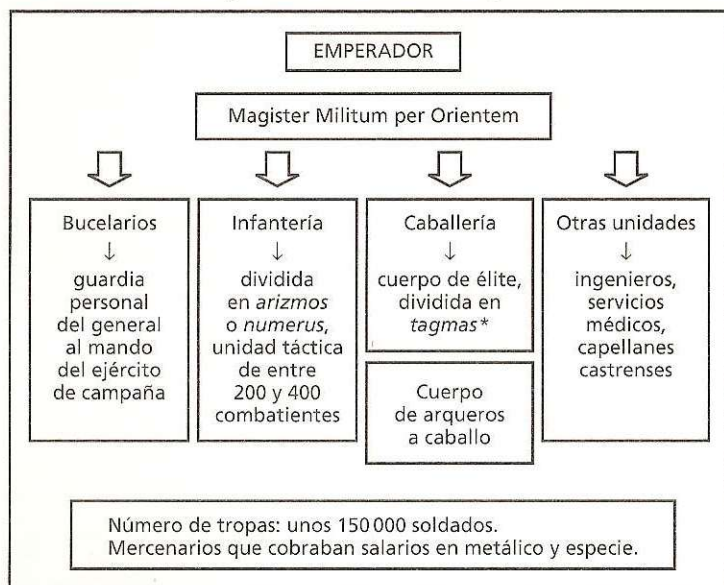 EMPERADOR
Magister Militum per Orientem
Bucelarios
↓
guardia
personal
del general
al mando
del ejército
de campaña
Infantería
↓
dividida
en arizmos
o numerus,
unidad táctica
de entre
200 y 400
combatientes
Caballería
↓
cuerpo de élite,
dividida en
tagmas*
Cuerpo
de arqueros
a caballo
Otras unidades
↓
ingenieros,
servicios
médicos,
capellanes
castrenses
Número de tropas: unos 150 000 soldados.
Mercenarios que cobraban salarios en metálico y especie.